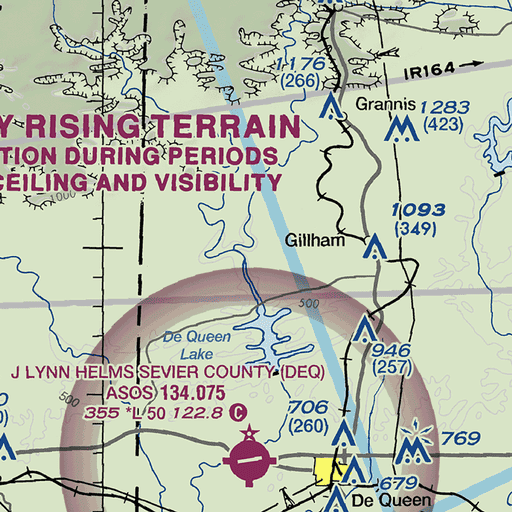 1176
(266)
IR164
Grannis
1283
(423)
Y RISING TERRAIN
TION DURING PERIODS
CEILING AND VISIBILITY
1000
1093
(349)
Gillham
500
De Queen
Lake
946
(257)
J LYNN HELMS SEVIER COUNTY (DEQ)
ASOS 134.075
355 *L 50 122.8 C
500
0
)
706
(260)
769
679
De Queen